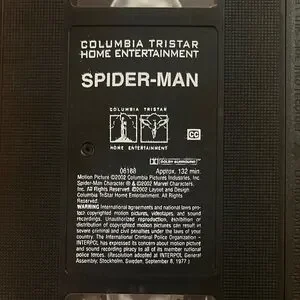 COLUMBIA TRISTAR
HOME ENTERTAINMENT
SPIDER-MAN
COLUMBIA TRISTAR
HOME ENTERTAINMENT
CC
DOLBY SURROUND
06188 Approx. 132 min.
Motion Picture ©2002 Columbia Pictures Industries, Inc.
Spider-Man Character ® & ©2002 Marvel Characters,
Inc. All Rights Reserved. ©2002 Layout and Design
Columbia TriStar Home Entertainment. All Rights
Reserved.
WARNING: International agreements and national laws pro-
tect copyrighted motion pictures, videotapes, and sound
recordings. Unauthorized reproduction, exhibition or
distribution of copyrighted motion pictures can result in
severe criminal and civil penalties under the laws of your
country. The International Criminal Police Organization -
INTERPOL has expressed its concern about motion picture
and sound recording piracy to all of its member national
police forces. (Resolution adopted at INTERPOL General
Assembly, Stockholm, Sweden, September 8, 1977.)